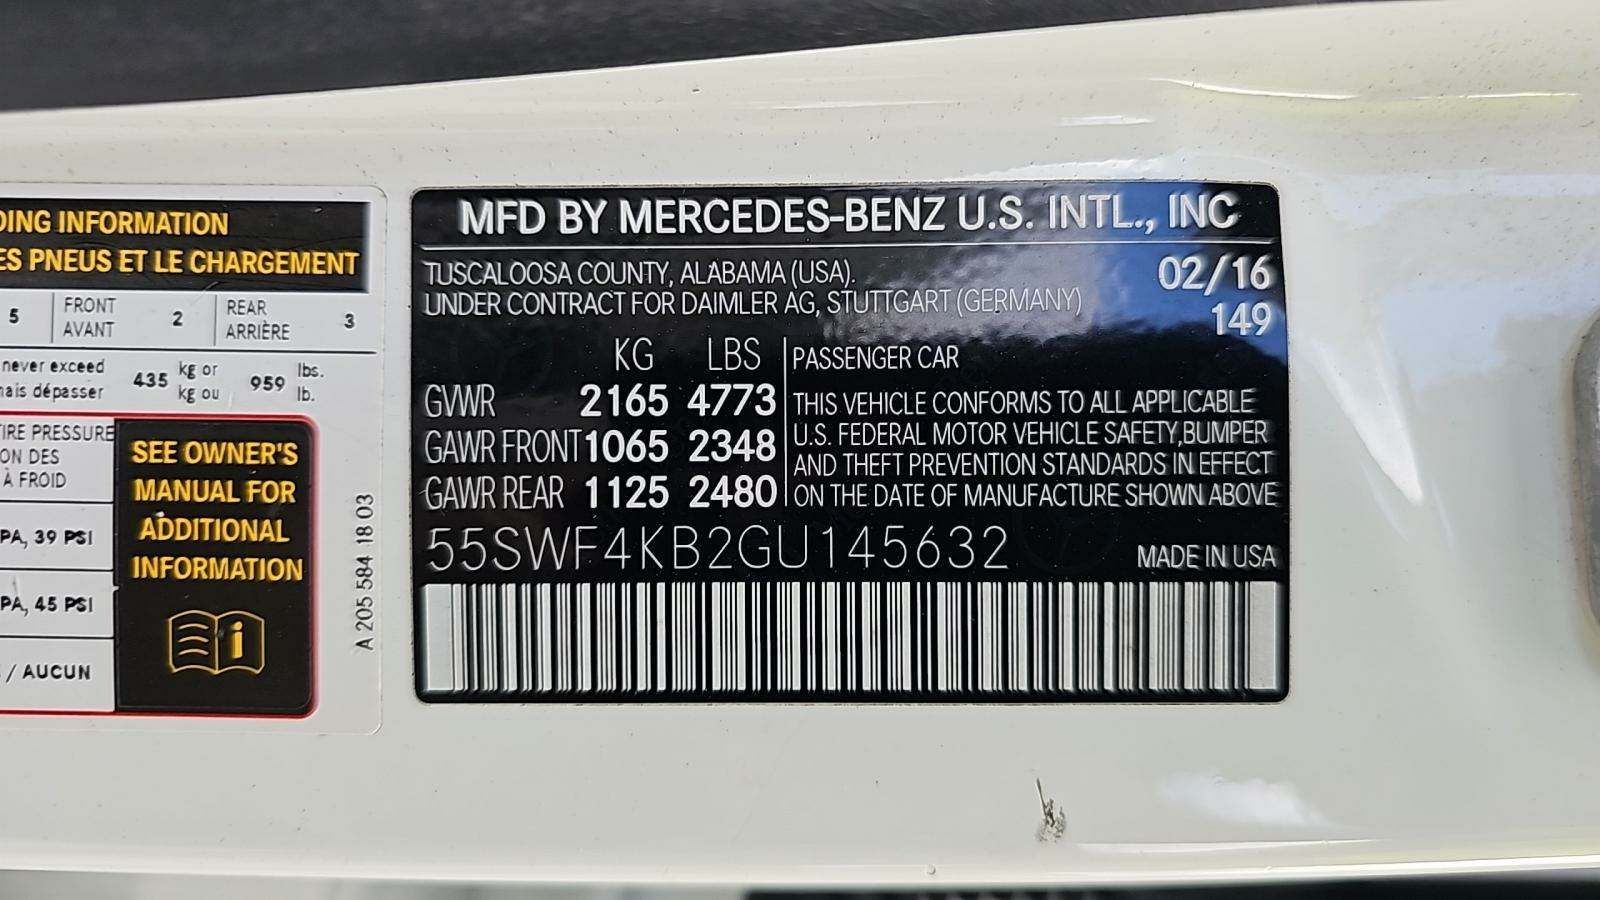 DING INFORMATION
ES PNEUS ET LE CHARGEMENT
5 FRONT AVANT 2 REAR ARRIÈRE 3
never exceed
mais dépasser
435 kg or kg ou 959 lbs. lb.
TIRE PRESSURE
ON DES
À FROID
PA, 39 PSI
PA, 45 PSI
/ AUCUN
SEE OWNER'S
MANUAL FOR
ADDITIONAL
INFORMATION
A 205 584 18 03
MFD BY MERCEDES-BENZ U.S. INTL., INC
TUSCALOOSA COUNTY, ALABAMA (USA). 02/16
UNDER CONTRACT FOR DAIMLER AG, STUTTGART (GERMANY) 149
KG LBS
GVWR 2165 4773
GAWR FRONT 1065 2348
GAWR REAR 1125 2480
PASSENGER CAR
THIS VEHICLE CONFORMS TO ALL APPLICABLE
U.S. FEDERAL MOTOR VEHICLE SAFETY,BUMPER
AND THEFT PREVENTION STANDARDS IN EFFECT
ON THE DATE OF MANUFACTURE SHOWN ABOVE
55SWF4KB2GU145632
MADE IN USA